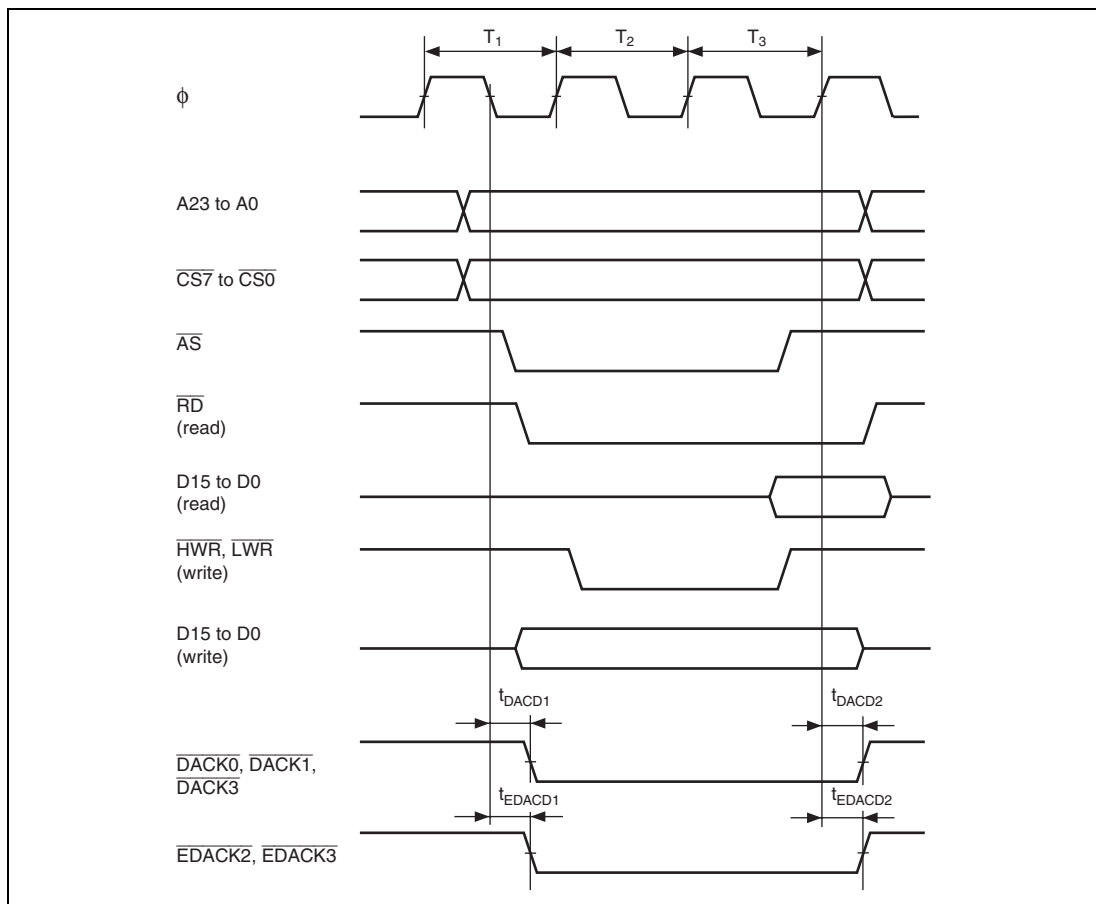 T1 T2 T3
ϕ
A23 to A0
CS7 to CS0
AS
RD
(read)
D15 to D0
(read)
HWR, LWR
(write)
D15 to D0
(write)
tDACD1 tDACD2
DACK0, DACK1,
DACK3
tEDACD1 tEDACD2
EDACK2, EDACK3